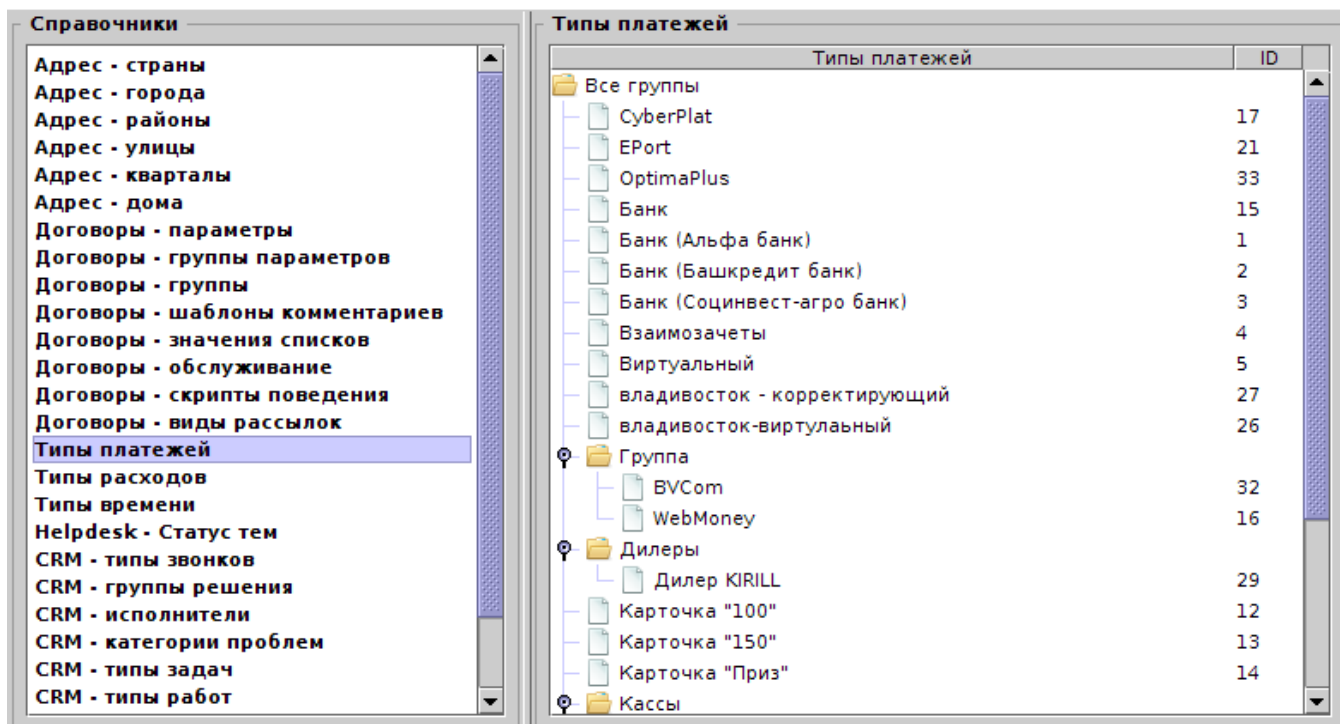 Справочники
Адрес - страны
Адрес - города
Адрес - районы
Адрес - улицы
Адрес - кварталы
Адрес - дома
Договоры - параметры
Договоры - группы параметров
Договоры - группы
Договоры - шаблоны комментариев
Договоры - значения списков
Договоры - обслуживание
Договоры - скрипты поведения
Договоры - виды рассылок
Типы платежей
Типы расходов
Типы времени
Helpdesk - Статус тем
CRM - типы звонков
CRM - группы решения
CRM - исполнители
CRM - категории проблем
CRM - типы задач
CRM - типы работ
Типы платежей
Типы платежей ID
Все группы
CyberPlat 17
EPort 21
OptimaPlus 33
Банк 15
Банк (Альфа банк) 1
Банк (Башкредит банк) 2
Банк (Социнвест-агро банк) 3
Взаимозачеты 4
Виртуальный 5
владивосток - корректирующий 27
владивосток-виртулаьный 26
Группа
BVCom 32
WebMoney 16
Дилеры
Дилер KIRILL 29
Карточка "100" 12
Карточка "150" 13
Карточка "Приз" 14
Кассы